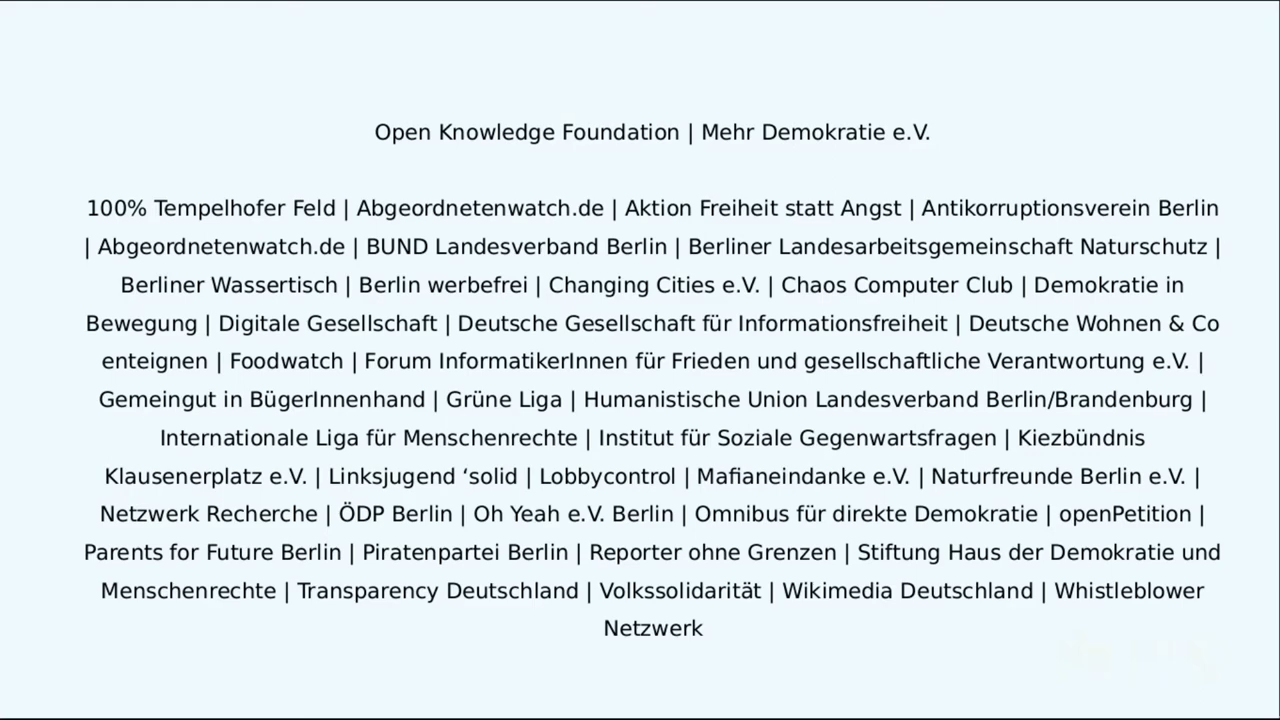 Open Knowledge Foundation | Mehr Demokratie e.V.
100% Tempelhofer Feld | Abgeordnetenwatch.de | Aktion Freiheit statt Angst | Antikorruptionsverein Berlin
| Abgeordnetenwatch.de | BUND Landesverband Berlin | Berliner Landesarbeitsgemeinschaft Naturschutz |
Berliner Wassertisch | Berlin werbefrei | Changing Cities e.V. | Chaos Computer Club | Demokratie in
Bewegung | Digitale Gesellschaft | Deutsche Gesellschaft für Informationsfreiheit | Deutsche Wohnen & Co
enteignen | Foodwatch | Forum InformatikerInnen für Frieden und gesellschaftliche Verantwortung e.V. |
Gemeingut in BügerInnenhand | Grüne Liga | Humanistische Union Landesverband Berlin/Brandenburg |
Internationale Liga für Menschenrechte | Institut für Soziale Gegenwartsfragen | Kiezbündnis
Klausenerplatz e.V. | Linksjugend ‘solid | Lobbycontrol | Mafianeindanke e.V. | Naturfreunde Berlin e.V. |
Netzwerk Recherche | ÖDP Berlin | Oh Yeah e.V. Berlin | Omnibus für direkte Demokratie | openPetition |
Parents for Future Berlin | Piratenpartei Berlin | Reporter ohne Grenzen | Stiftung Haus der Demokratie und
Menschenrechte | Transparency Deutschland | Volkssolidarität | Wikimedia Deutschland | Whistleblower
Netzwerk